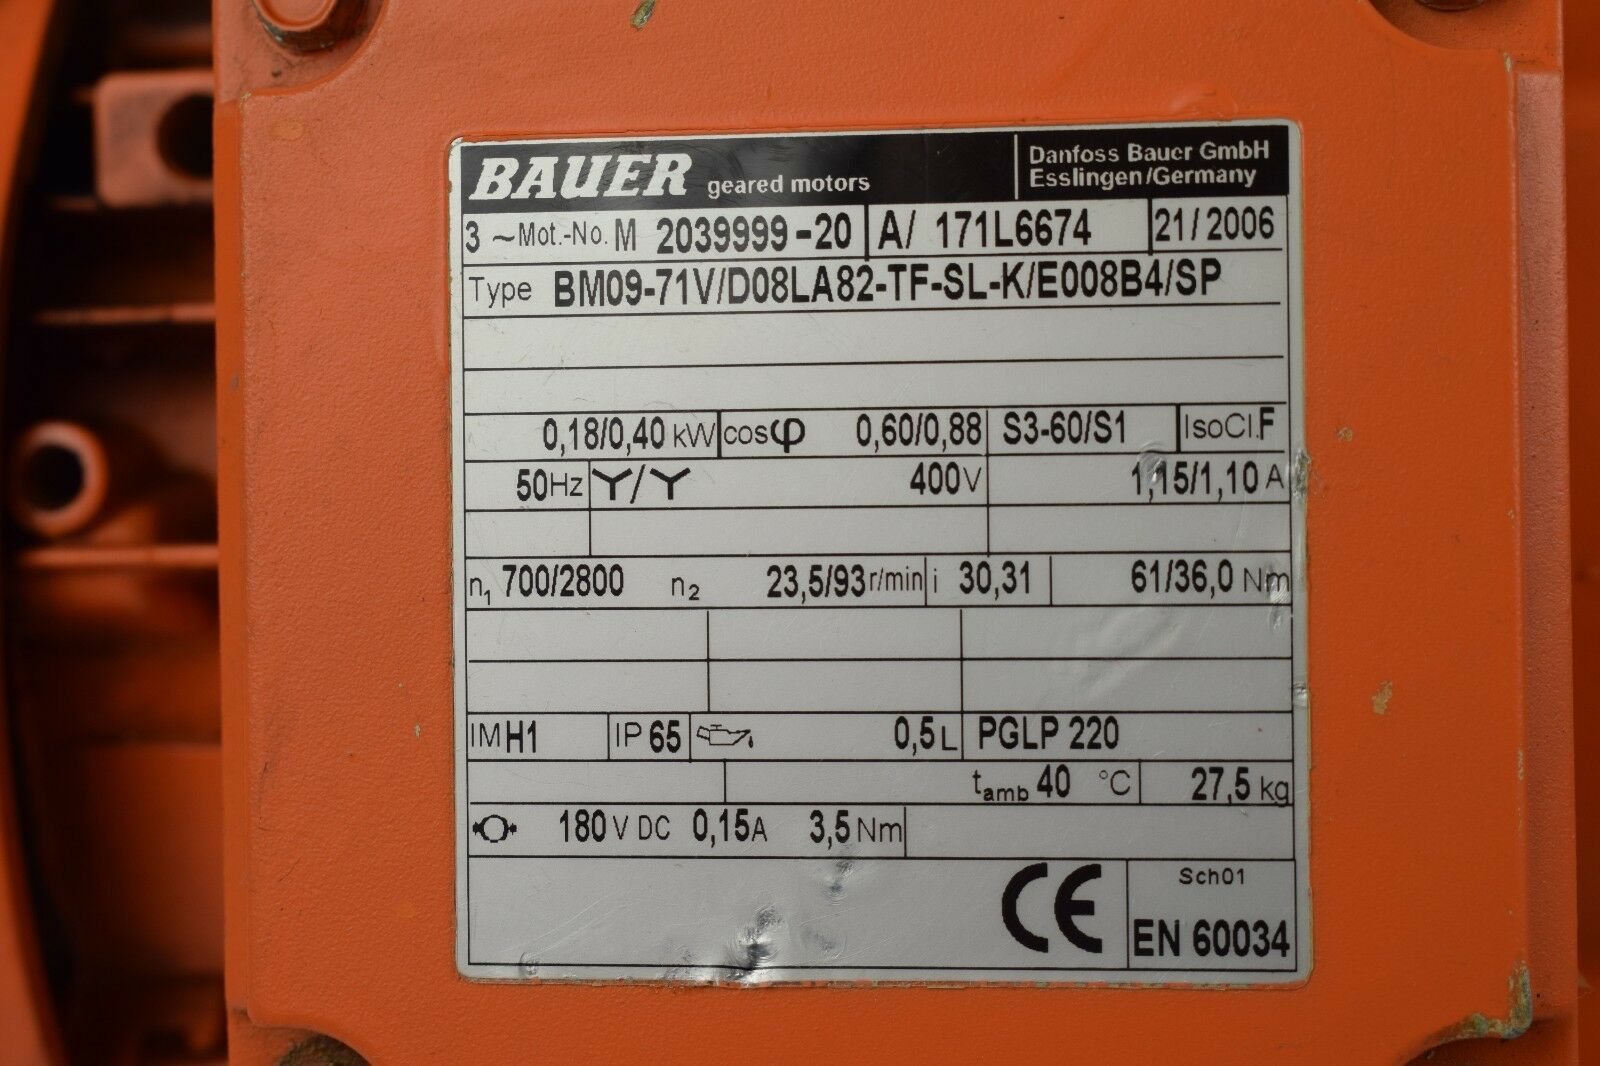 BAUER geared motors
Danfoss Bauer GmbH
Esslingen/Germany
3 ~ Mot.-No. M 2039999-20 A/ 171L6674 21/2006
Type BM09-71V/D08LA82-TF-SL-K/E008B4/SP
0,18/0,40 kW cosφ 0,60/0,88 S3-60/S1 IsoCl.F
50Hz Y/Y 400V 1,15/1,10 A
n1 700/2800 n2 23,5/93 r/min i 30,31 61/36,0 Nm
IM H1 IP 65 0,5L PGLP 220
tamb 40 °C 27,5 kg
180 V DC 0,15A 3,5 Nm
CE Sch01
EN 60034